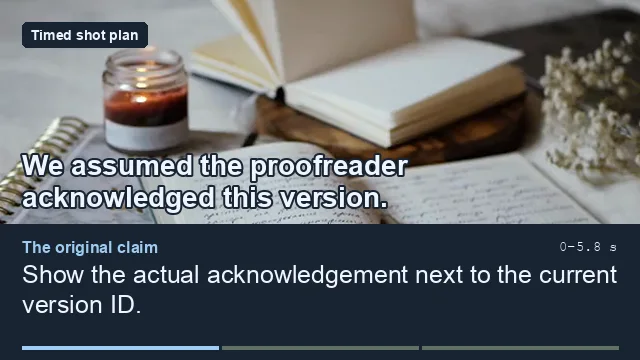 Timed shot plan
We assumed the proofreader
acknowledged this version.
The original claim
0–5.8 s
Show the actual acknowledgement next to the current
version ID.